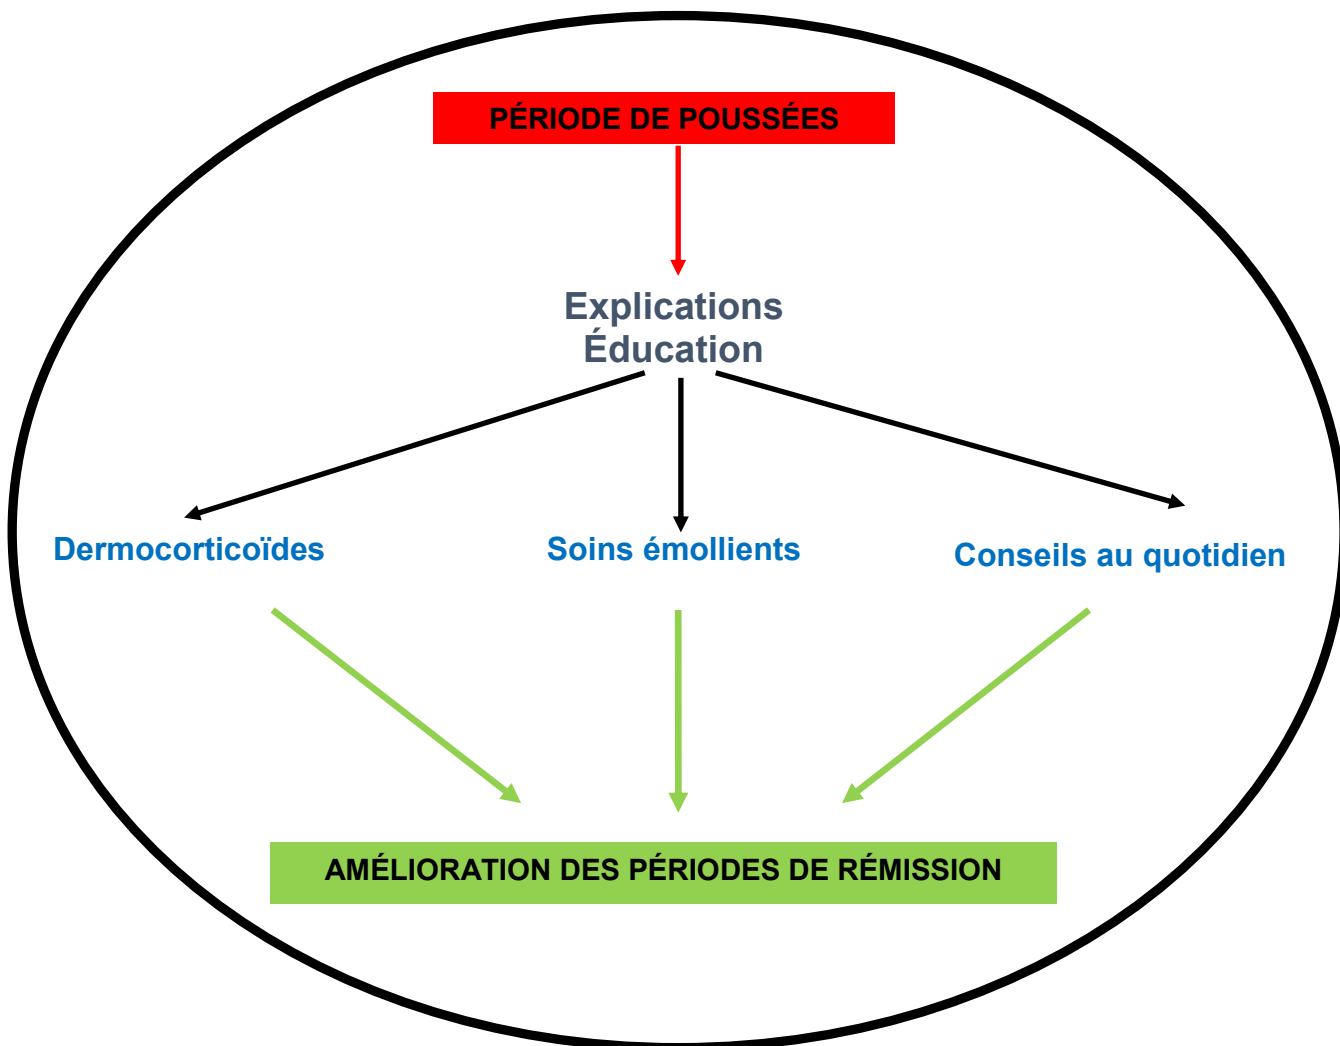 PÉRIODE DE POUSSÉES
Explications
Éducation
Dermocorticoïdes
Soins émollients
Conseils au quotidien
AMÉLIORATION DES PÉRIODES DE RÉMISSION